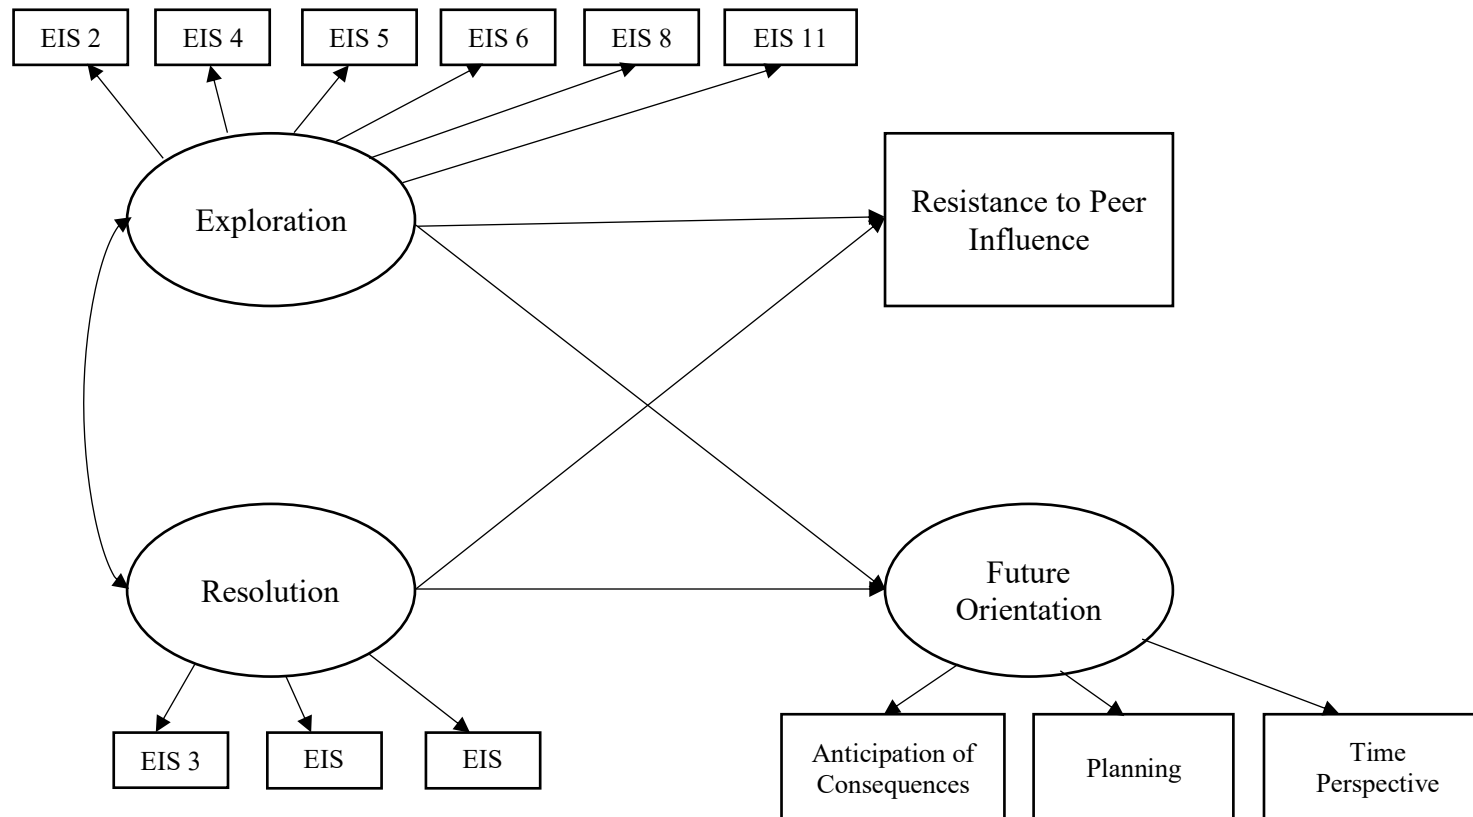 EIS 2
EIS 4
EIS 5
EIS 6
EIS 8
EIS 11
Exploration
Resistance to Peer
Influence
Resolution
Future
Orientation
EIS 3
EIS
EIS
Anticipation of
Consequences
Planning
Time
Perspective